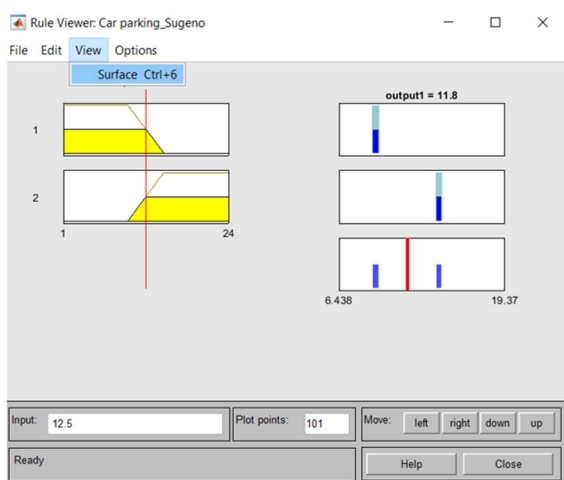 Rule Viewer: Car parking_Sugeno
File Edit View Options
Surface Ctrl+6
output1 = 11.8
1
2
1 24
6.438 19.37
Input: 12.5 Plot points: 101 Move: left right down up
Ready Help Close